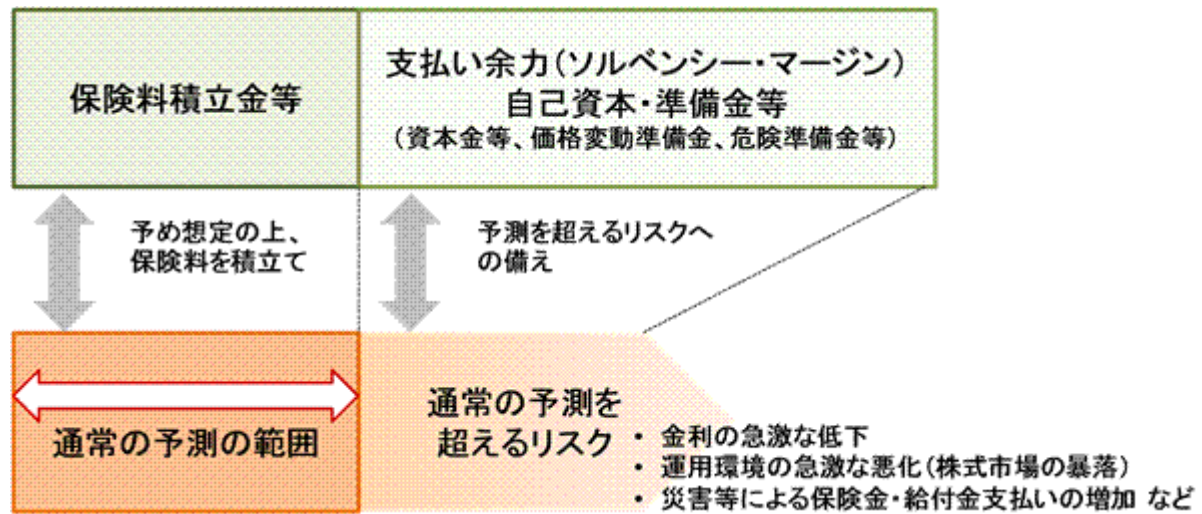 保険料積立金等
支払い余力(ソルベンシー・マージン)
自己資本・準備金等
(資本金等、価格変動準備金、危険準備金等)
予め想定の上、
保険料を積立て
予測を超えるリスクへ
の備え
通常の予測の範囲
通常の予測を
超えるリスク
・ 金利の急激な低下
・ 運用環境の急激な悪化(株式市場の暴落)
・ 災害等による保険金・給付金支払いの増加 など